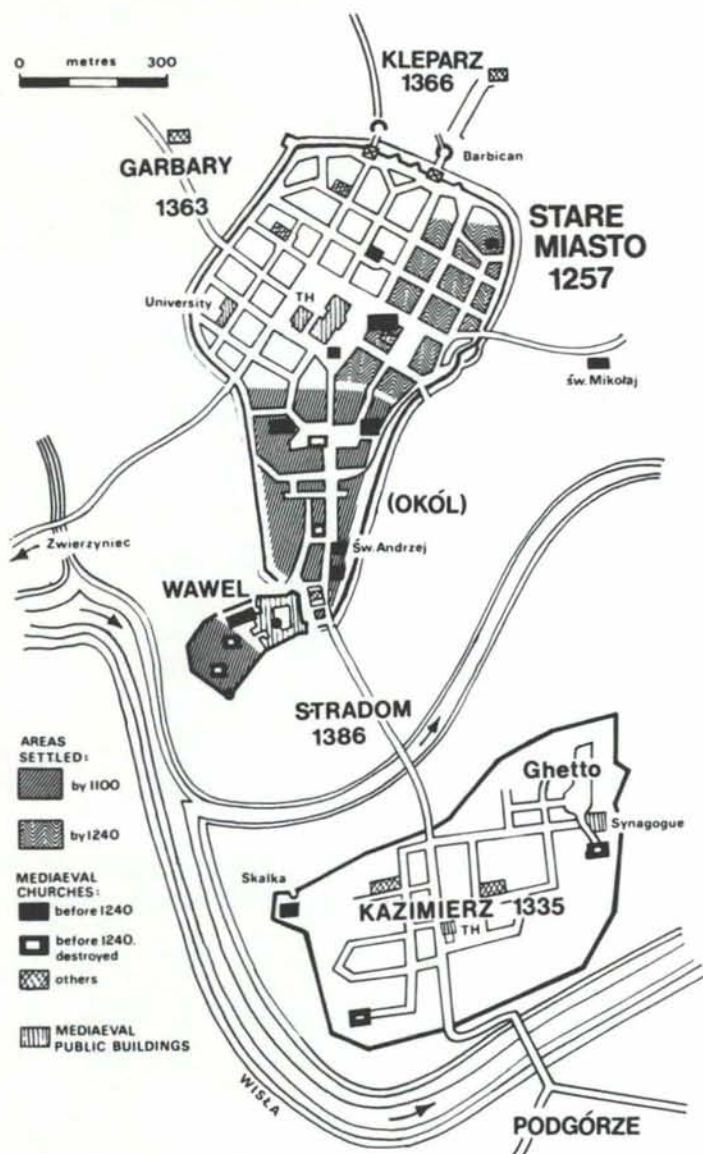 0 metres 300
KLEPARZ
1366
Barbican
GARBARY
1363
STARE
MIASTO
1257
University
TH
św. Mikołaj
(OKÓL)
Zwierzyniec
Św. Andrzej
WAWEL
STRADOM
1386
AREAS
SETTLED:
by 1100
by 1240
MEDIAEVAL
CHURCHES:
before 1240
before 1240.
destroyed
others
MEDIAEVAL
PUBLIC BUILDINGS
Ghetto
Synagogue
Skalka
KAZIMIERZ 1335
TH
WISŁA
PODGÓRZE